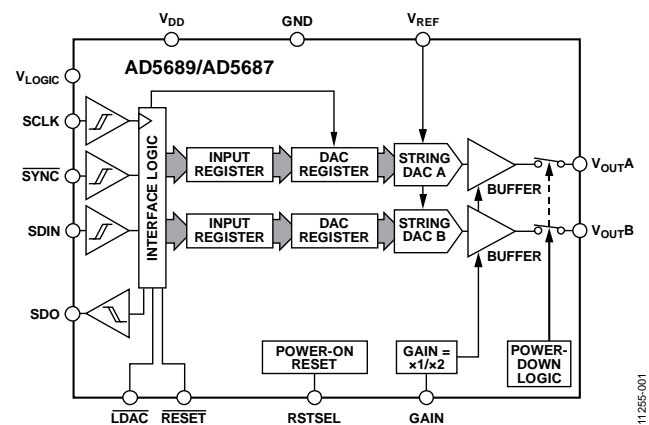 VDD
GND
VREF
VLOGIC
AD5689/AD5687
SCLK
SYNC
SDIN
SDO
INTERFACE LOGIC
INPUT
REGISTER
DAC
REGISTER
STRING
DAC A
BUFFER
VOUTA
INPUT
REGISTER
DAC
REGISTER
STRING
DAC B
BUFFER
VOUTB
POWER-ON
RESET
GAIN =
×1/×2
POWER-
DOWN
LOGIC
LDAC
RESET
RSTSEL
GAIN
11255-001